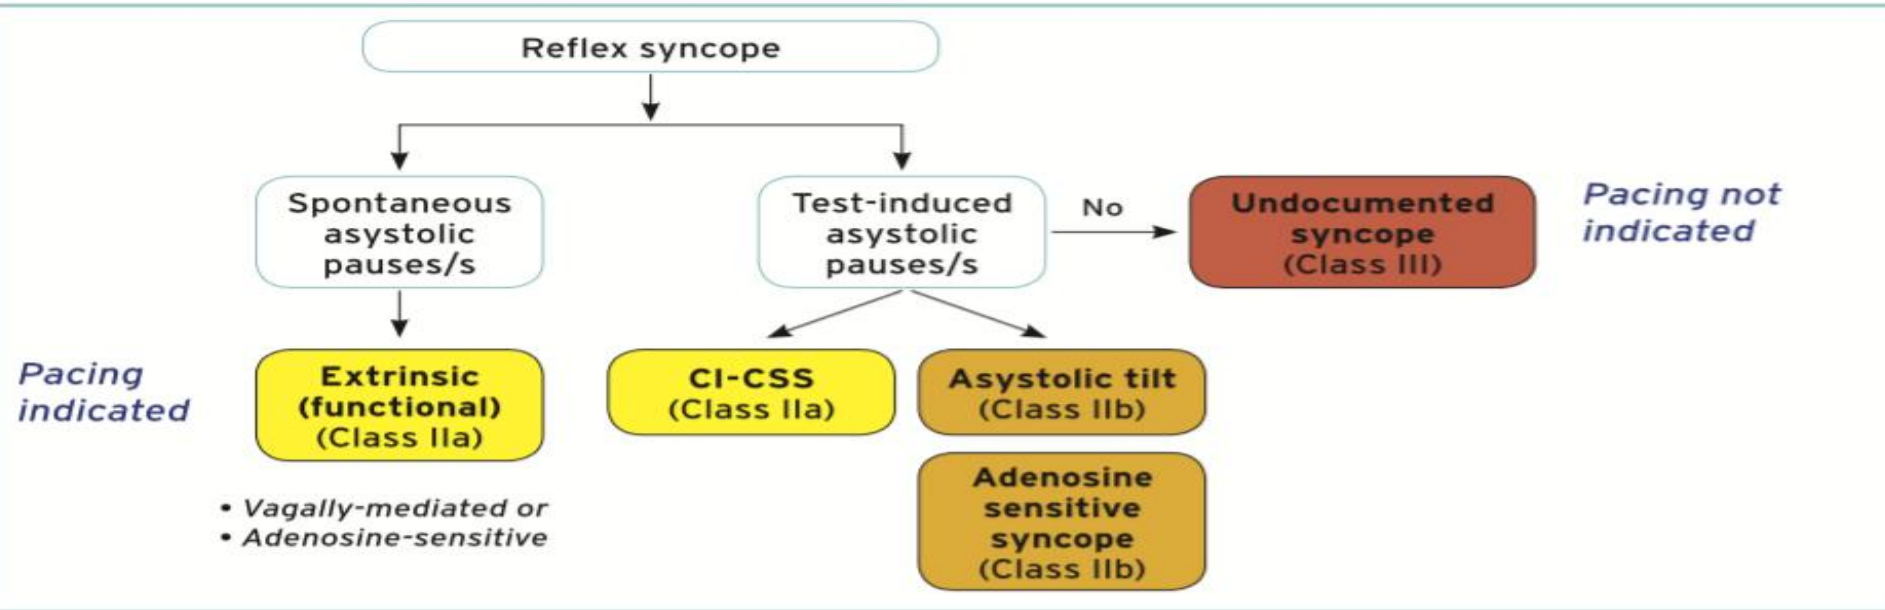 Reflex syncope
Spontaneous
asystolic
pauses/s
Test-induced
asystolic
pauses/s
No
Undocumented
syncope
(Class III)
Pacing not
indicated
Pacing
indicated
Extrinsic
(functional)
(Class IIa)
CI-CSS
(Class IIa)
Asystolic tilt
(Class IIb)
• Vagally-mediated or
• Adenosine-sensitive
Adenosine
sensitive
syncope
(Class IIb)